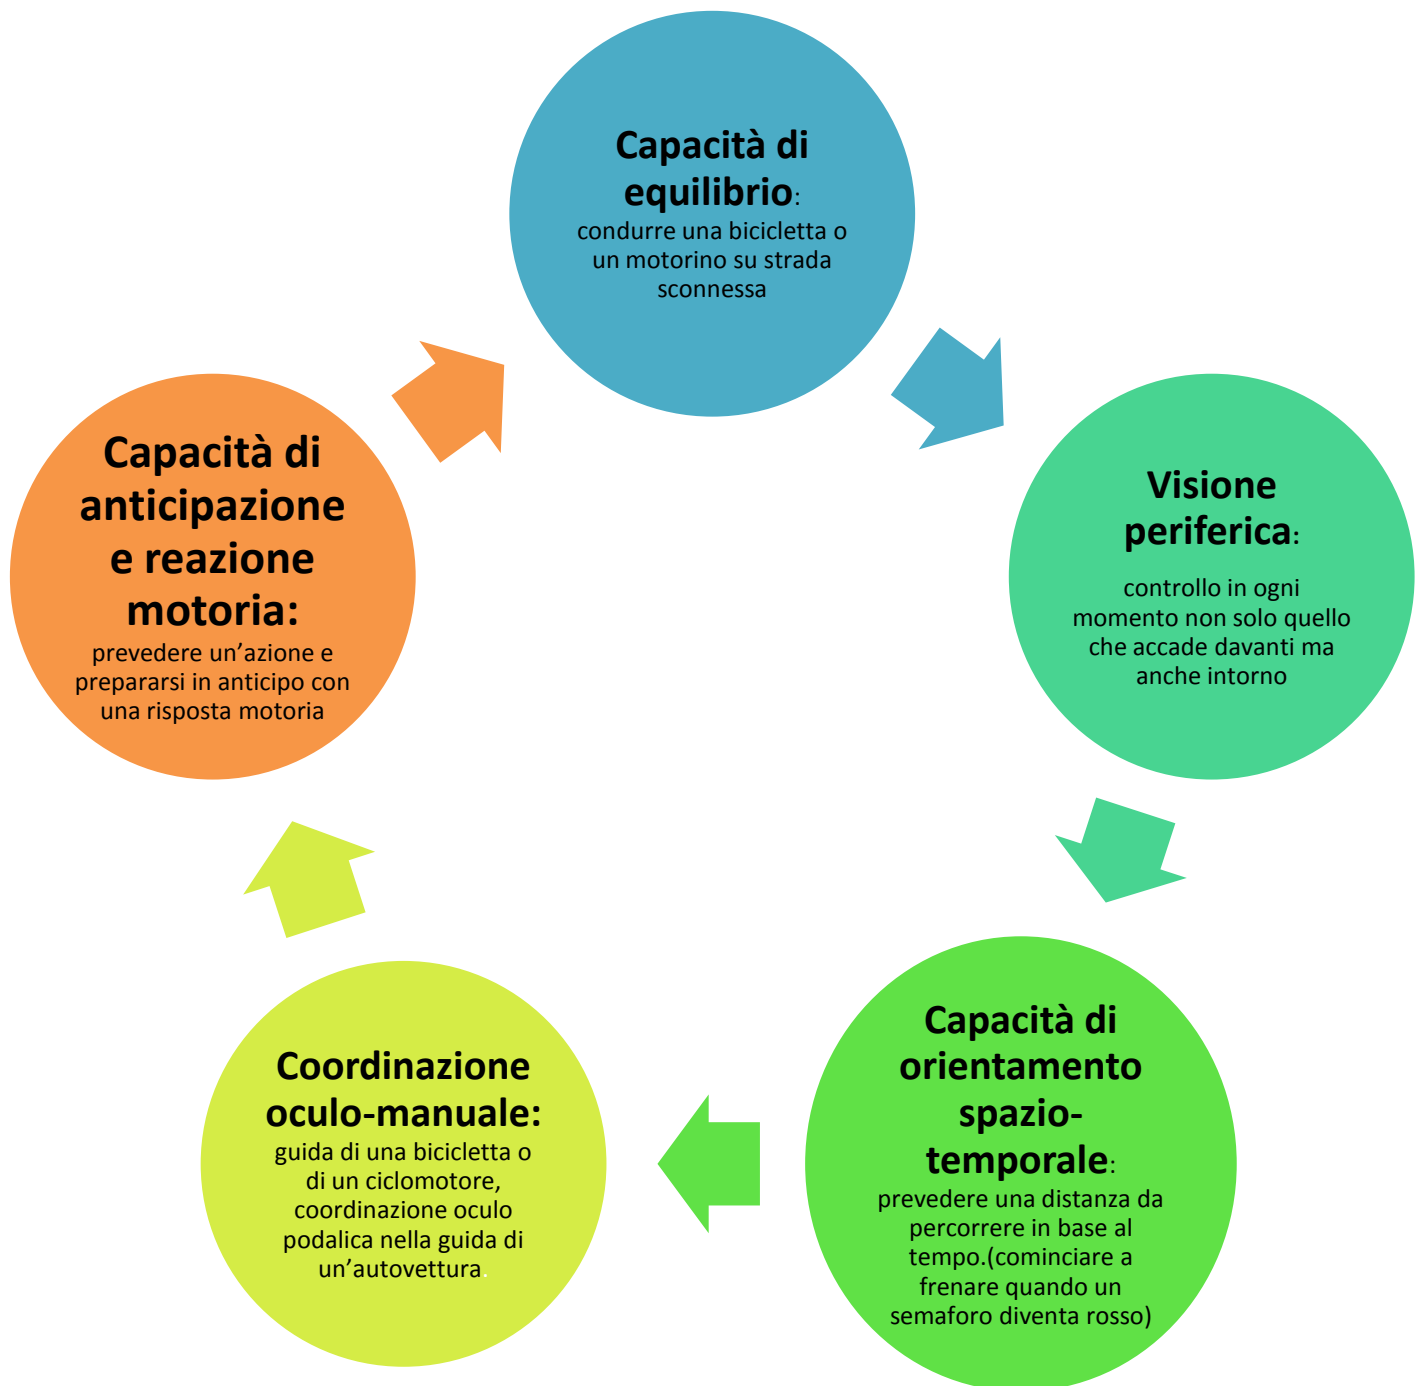 Capacità di
equilibrio:
condurre una bicicletta o
un motorino su strada
sconnessa
Visione
periferica:
controllo in ogni
momento non solo quello
che accade davanti ma
anche intorno
Capacità di
orientamento
spazio-
temporale:
prevedere una distanza da
percorrere in base al
tempo.(cominciare a
frenare quando un
semaforo diventa rosso)
Coordinazione
oculo-manuale:
guida di una bicicletta o
di un ciclomotore,
coordinazione oculo
podalica nella guida di
un’autovettura.
Capacità di
anticipazione
e reazione
motoria:
prevedere un’azione e
prepararsi in anticipo con
una risposta motoria